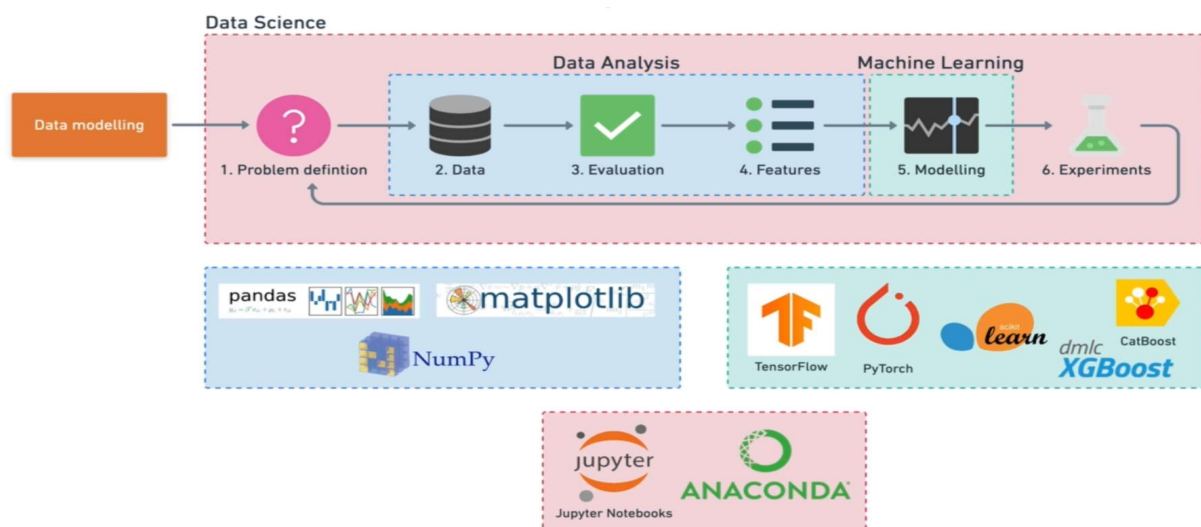 Data Science
Data Analysis
Machine Learning
Data modelling
?
1. Problem defintion
2. Data
3. Evaluation
4. Features
5. Modelling
6. Experiments
pandas
matplotlib
NumPy
TensorFlow
PyTorch
scikit
learn
CatBoost
dmlc
XGBoost
jupyter
Jupyter Notebooks
ANACONDA